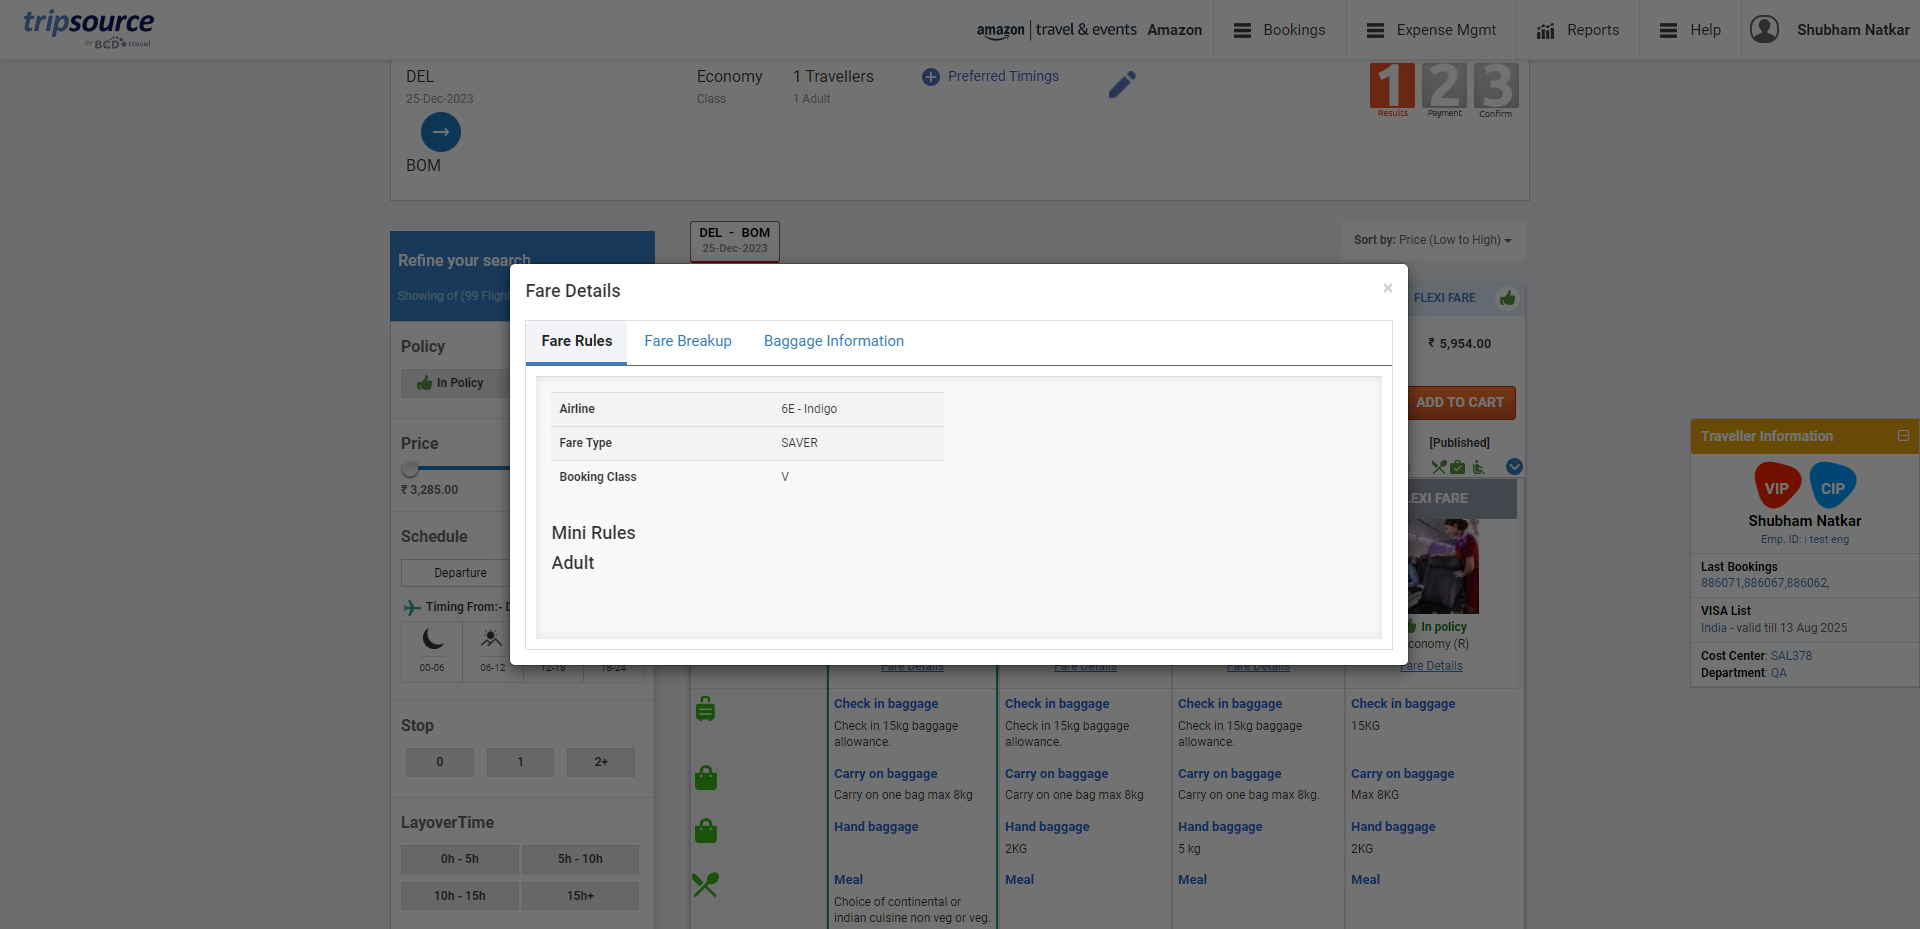 tripsource
by BCD travel
amazon | travel & events Amazon
Bookings
Expense Mgmt
Reports
Help
Shubham Natkar
DEL
25-Dec-2023
BOM
Economy
Class
1 Travellers
1 Adult
Preferred Timings
1 2 3
Results Payment Confirm
Refine your search
Showing of (99 Flight
DEL - BOM
25-Dec-2023
Sort by: Price (Low to High)
Policy
In Policy
Price
₹ 3,285.00
Schedule
Departure
Timing From:- D
00-06 06-12 12-18 18-24
Stop
0 1 2+
LayoverTime
0h - 5h 5h - 10h
10h - 15h 15h+
Fare Details
×
Fare Rules Fare Breakup Baggage Information
Airline 6E - Indigo
Fare Type SAVER
Booking Class V
Mini Rules
Adult
FLEXI FARE
₹ 5,954.00
ADD TO CART
[Published]
LEXI FARE
In policy
conomy (R)
Fare Details Fare Details Fare Details Fare Details
Check in baggage
Check in 15kg baggage
allowance.
Carry on baggage
Carry on one bag max 8kg
Hand baggage
Meal
Choice of continental or
indian cuisine non veg or veg.
Check in baggage
Check in 15kg baggage
allowance.
Carry on baggage
Carry on one bag max 8kg
Hand baggage
2KG
Meal
Check in baggage
Check in 15kg baggage
allowance.
Carry on baggage
Carry on one bag max 8kg.
Hand baggage
5 kg
Meal
Check in baggage
15KG
Carry on baggage
Max 8KG
Hand baggage
2KG
Meal
Traveller Information
VIP CIP
Shubham Natkar
Emp. ID: | test eng
Last Bookings
886071,886067,886062,
VISA List
India - valid till 13 Aug 2025
Cost Center: SAL378
Department: QA